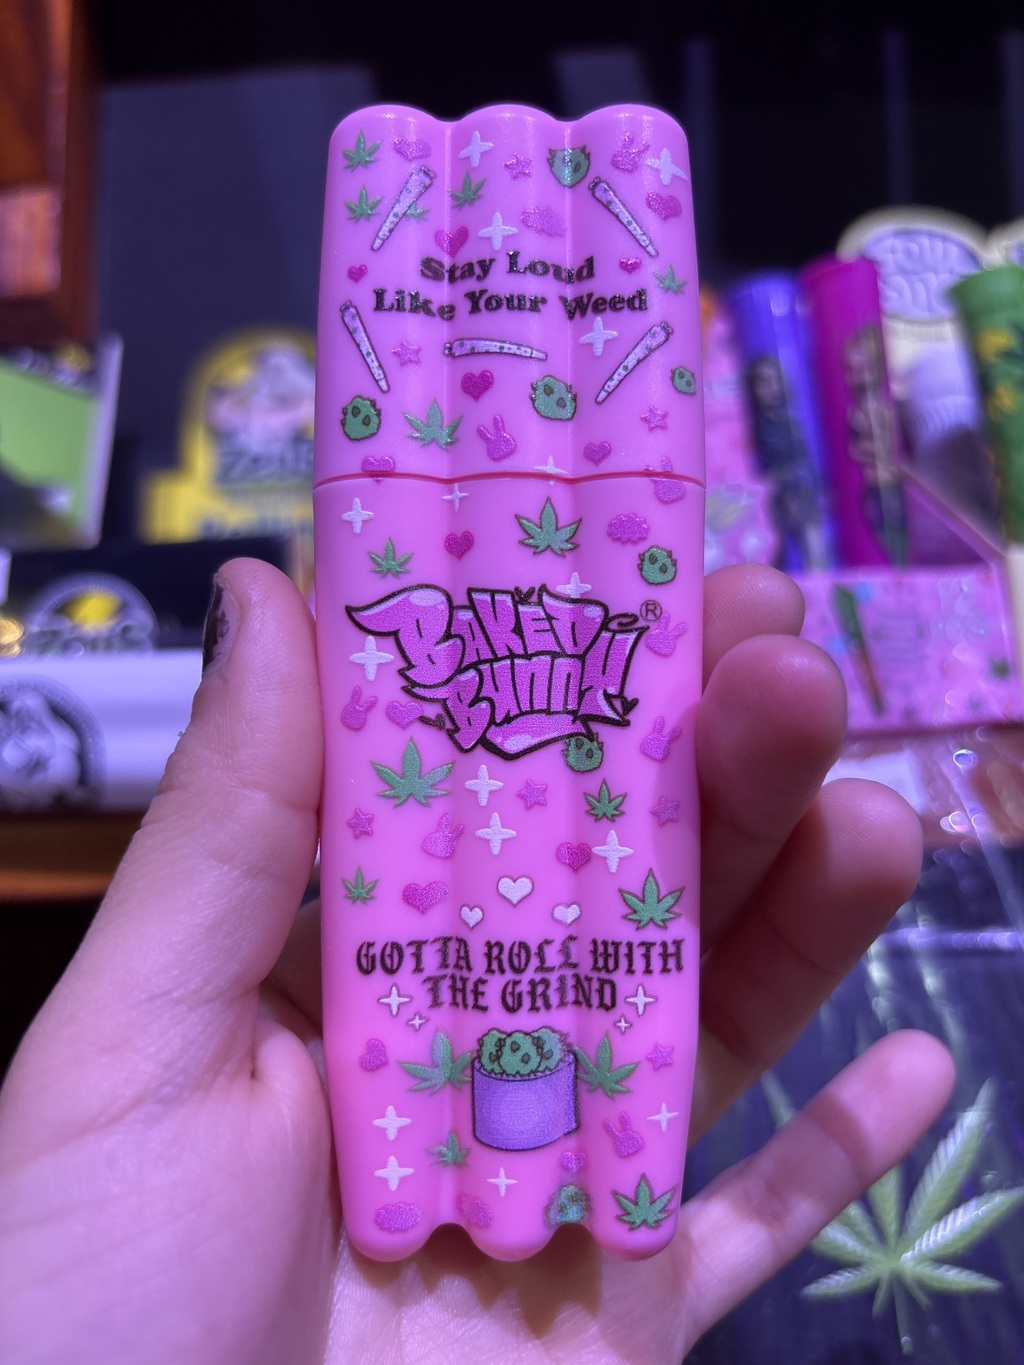 Stay Loud
Like Your Weed
BAKED
BUNNY
®
GOTTA ROLL WITH
THE GRIND